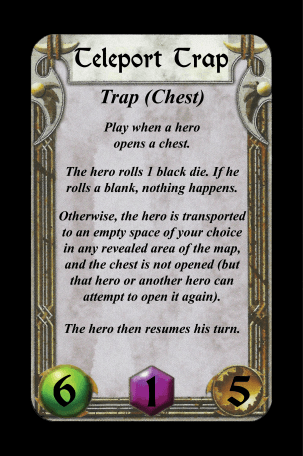 Teleport Trap
Trap (Chest)
Play when a hero
opens a chest.
The hero rolls 1 black die. If he
rolls a blank, nothing happens.
Otherwise, the hero is transported
to an empty space of your choice
in any revealed area of the map,
and the chest is not opened (but
that hero or another hero can
attempt to open it again).
The hero then resumes his turn.
6 1 5